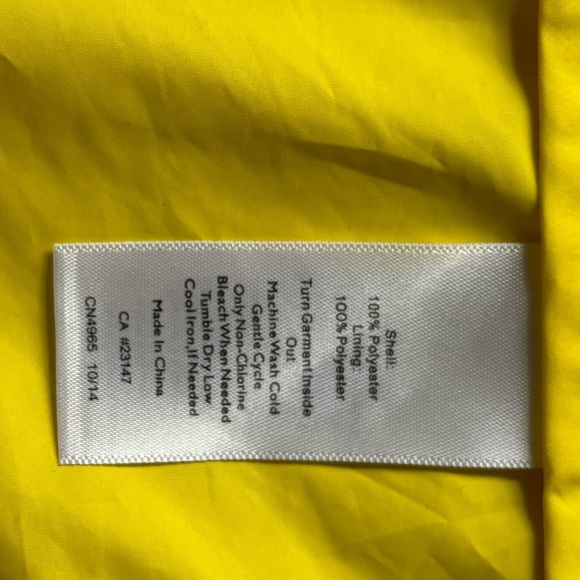 Shell:
100% Polyester
Lining:
100% Polyester
Turn Garment Inside
Out
Machine Wash Cold
Gentle Cycle
Only Non-Chlorine
Bleach When Needed
Tumble Dry Low
Cool Iron,If Needed
Made In China
CA #23147
CN4965 10/14